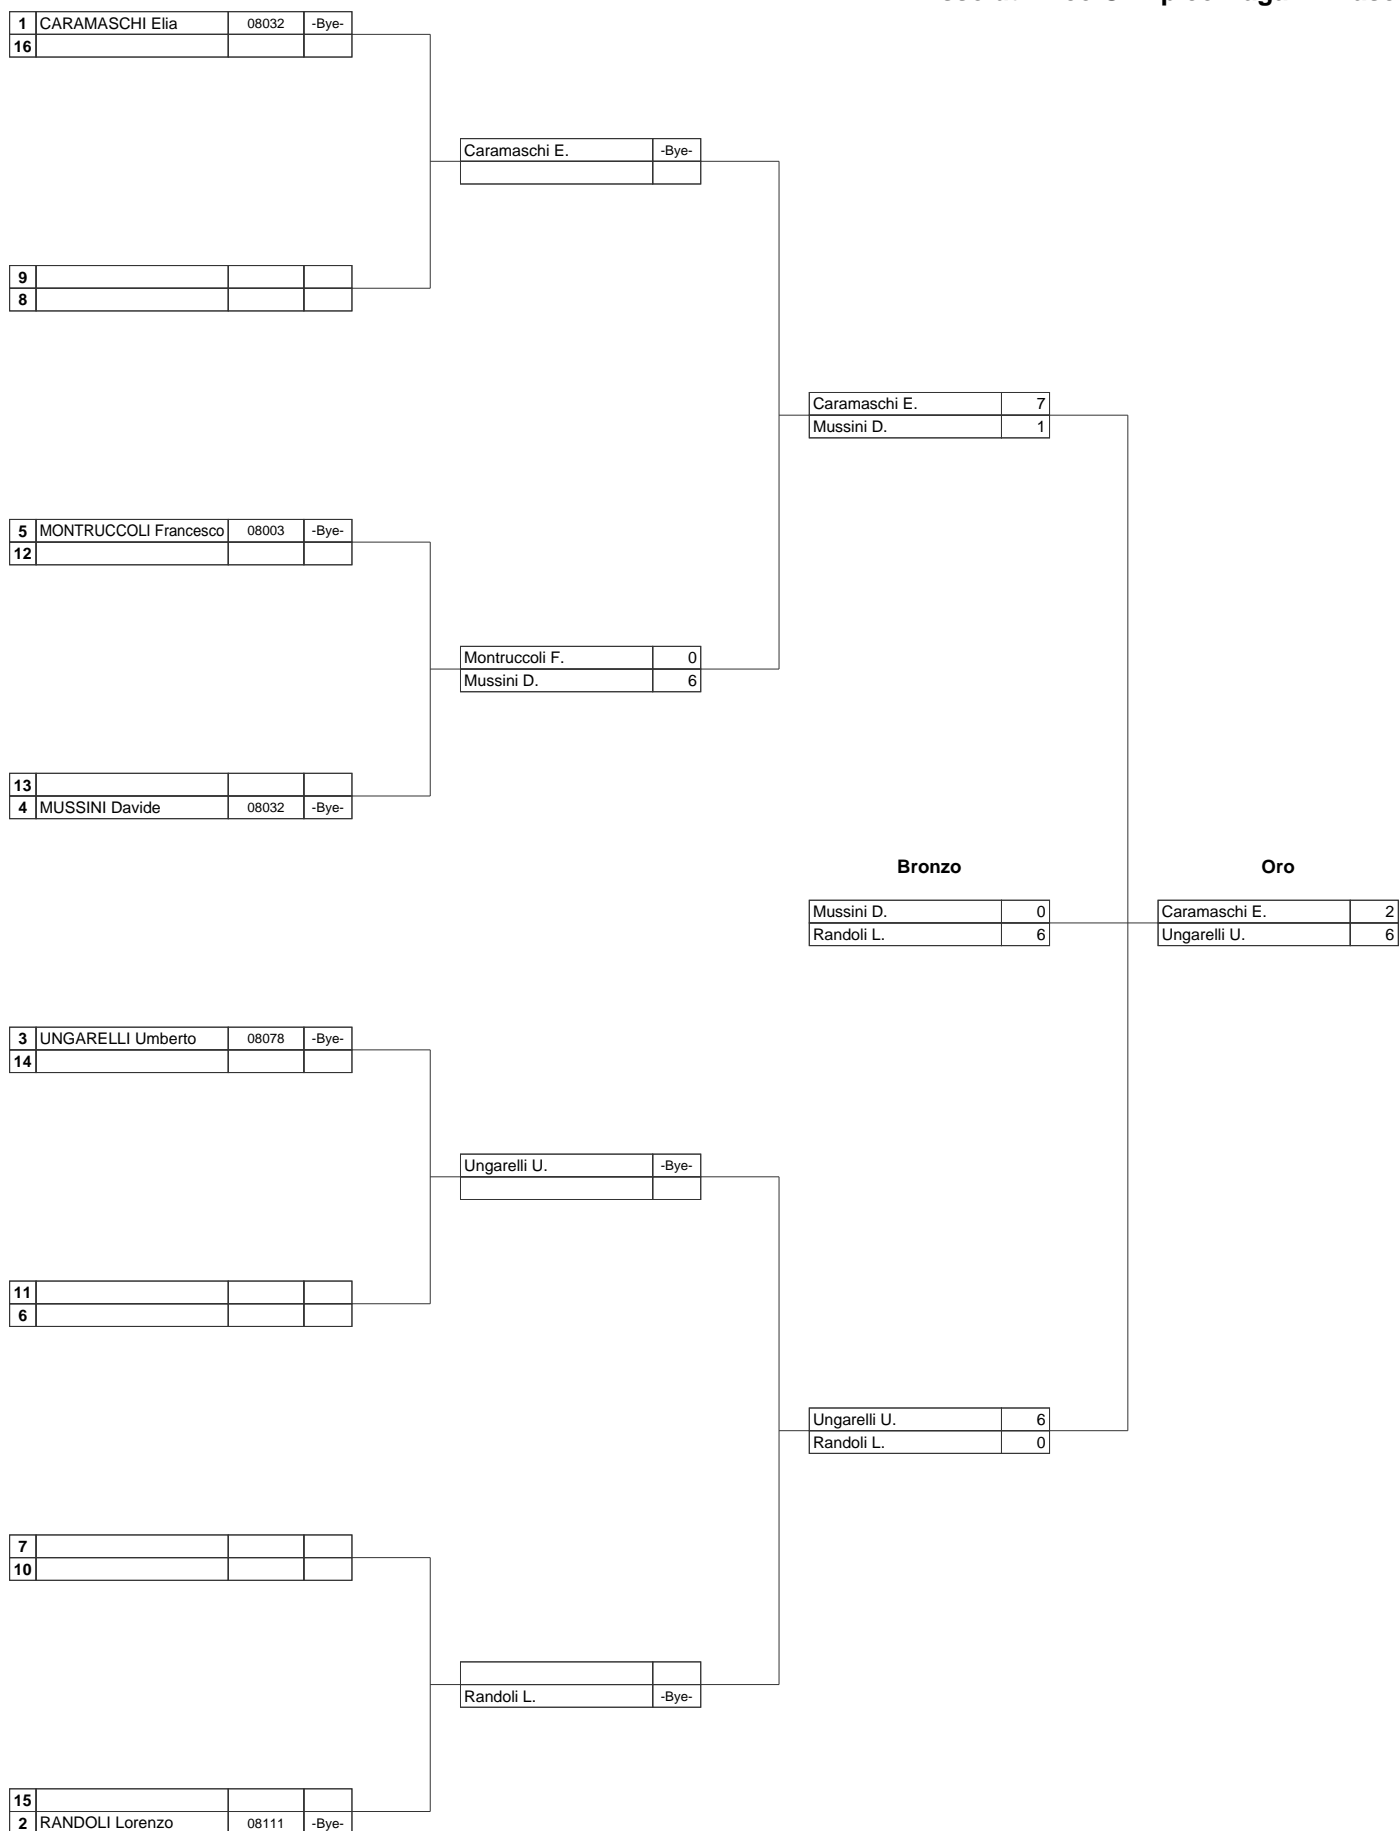 1 CARAMASCHI Elia 08032 -Bye-
16
Caramaschi E. -Bye-
9
8
Caramaschi E. 7
Mussini D. 1
5 MONTRUCCOLI Francesco 08003 -Bye-
12
Montruccoli F. 0
Mussini D. 6
13
4 MUSSINI Davide 08032 -Bye-
Bronzo Oro
Mussini D. 0 Caramaschi E. 2
Randoli L. 6 Ungarelli U. 6
3 UNGARELLI Umberto 08078 -Bye-
14
Ungarelli U. -Bye-
11
6
Ungarelli U. 6
Randoli L. 0
7
10
Randoli L. -Bye-
15
2 RANDOLI Lorenzo 08111 -Bye-